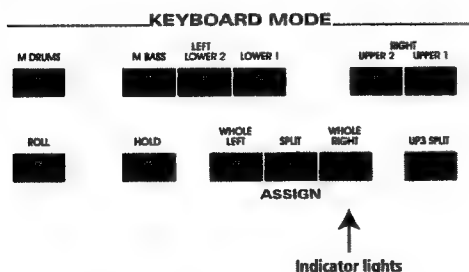 KEYBOARD MODE
LEFT RIGHT
M DRUMS M BASS LOWER 2 LOWER 1 UPPER 2 UPPER 1
WHOLE WHOLE
ROLL HOLD LEFT SPLIT RIGHT UP3 SPLIT
ASSIGN
Indicator lights